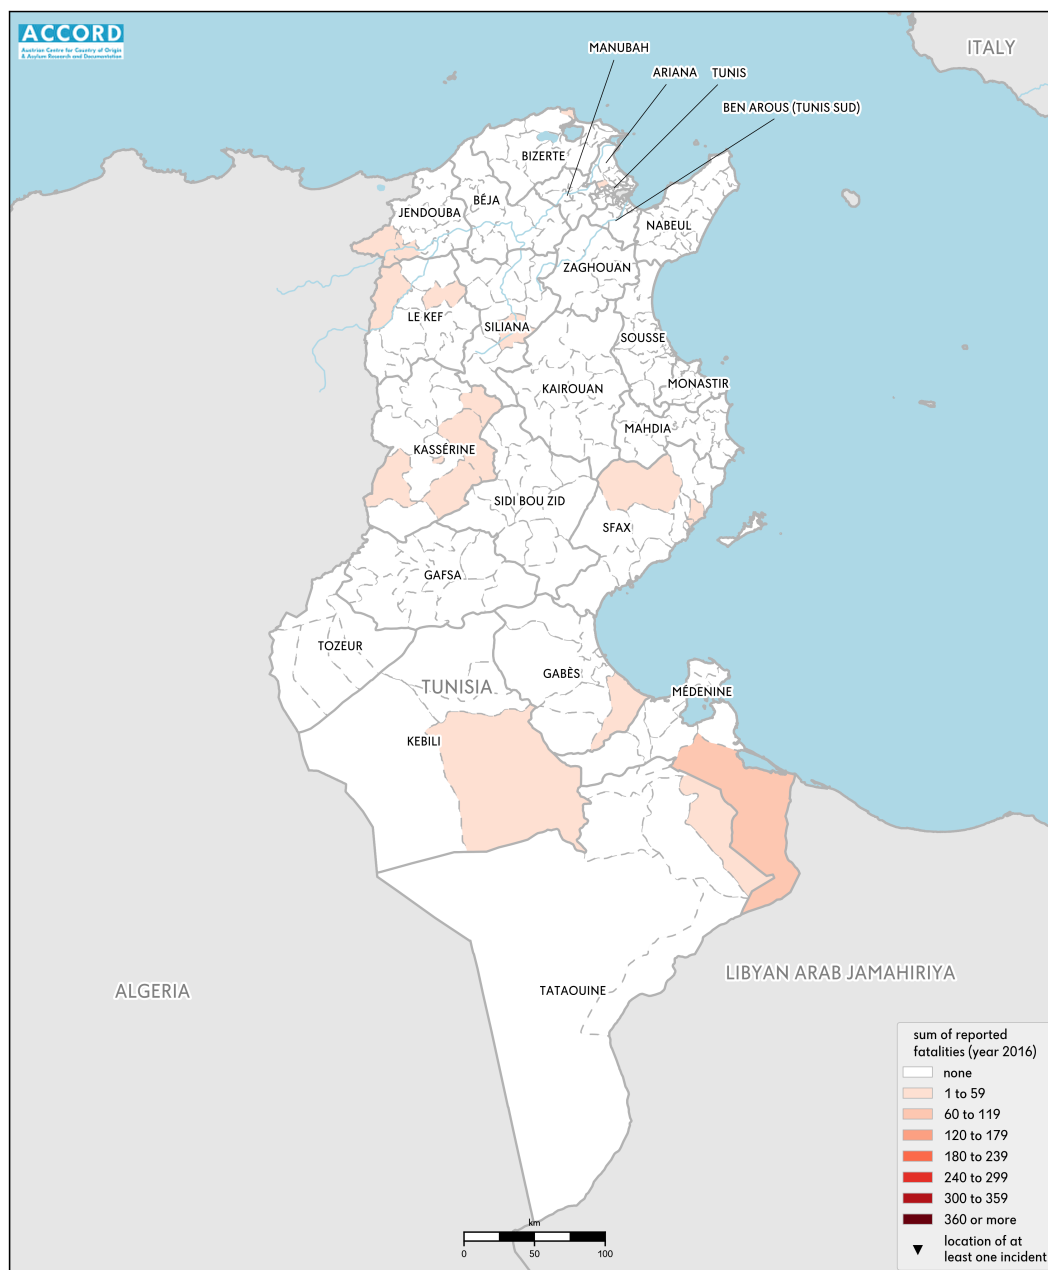 ACCORD
Austrian Centre for Country of Origin
& Asylum Research and Documentation
ITALY
MANUBAH
ARIANA
TUNIS
BEN AROUS (TUNIS SUD)
BIZERTE
BÉJA
JENDOUBA
NABEUL
ZAGHOUAN
LE KEF
SILIANA
SOUSSE
KAIROUAN
MONASTIR
MAHDIA
KASSÉRINE
SIDI BOU ZID
SFAX
GAFSA
TOZEUR
GABÈS
TUNISIA
MÉDENINE
KEBILI
LIBYAN ARAB JAMAHIRIYA
ALGERIA
TATAOUINE
sum of reported
fatalities (year 2016)
none
1 to 59
60 to 119
120 to 179
180 to 239
240 to 299
300 to 359
360 or more
location of at
least one incident
km
0 50 100